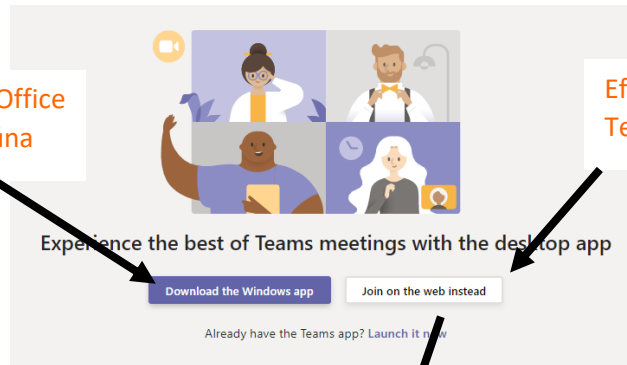 Office
Experience the best of Teams meetings with the desktop app
Download the Windows app
Join on the web instead
Already have the Teams app? Launch it now